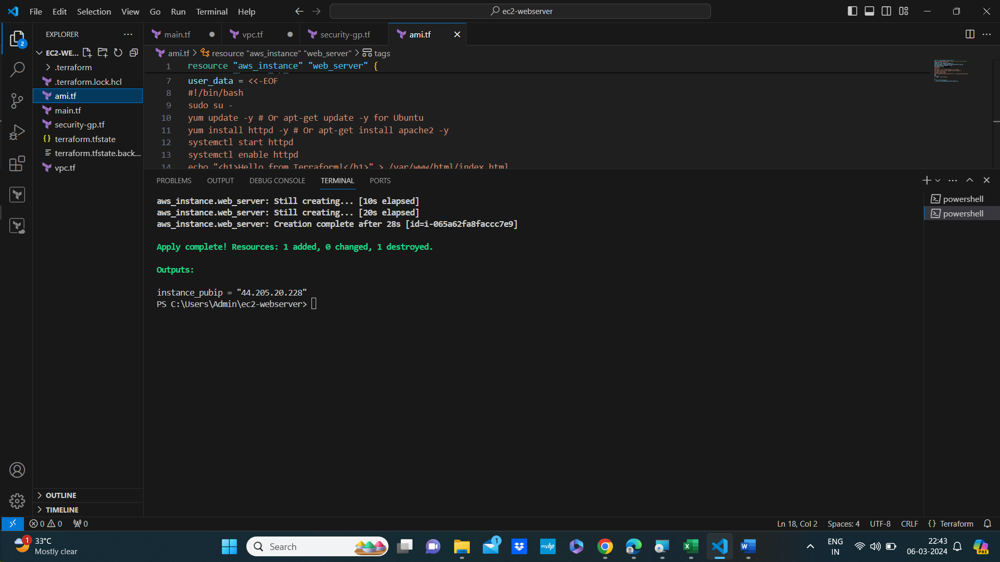 File Edit Selection View Go Run Terminal Help
ec2-webserver
EXPLORER
main.tf
vpc.tf
security-gp.tf
ami.tf
EC2-WE...
ami.tf > resource "aws_instance" "web_server" > tags
.terraform
.terraform.lock.hcl
ami.tf
main.tf
security-gp.tf
terraform.tfstate
terraform.tfstate.back...
vpc.tf
2
1 resource "aws_instance" "web_server" {
7 user_data = <<-EOF
8 #!/bin/bash
9 sudo su -
10 yum update -y # Or apt-get update -y for Ubuntu
11 yum install httpd -y # Or apt-get install apache2 -y
12 systemctl start httpd
13 systemctl enable httpd
14 echo "<h1>Hello from Terraform!</h1>" > /var/www/html/index.html
PROBLEMS OUTPUT DEBUG CONSOLE TERMINAL PORTS
aws_instance.web_server: Still creating... [10s elapsed]
aws_instance.web_server: Still creating... [20s elapsed]
aws_instance.web_server: Creation complete after 28s [id=i-065a62fa8faccc7e9]
Apply complete! Resources: 1 added, 0 changed, 1 destroyed.
Outputs:
instance_pubip = "44.205.20.228"
PS C:\Users\Admin\ec2-webserver>
powershell
powershell
OUTLINE
TIMELINE
0 0 0
Ln 18, Col 2 Spaces: 4 UTF-8 CRLF {} Terraform
1
33°C
Mostly clear
Search
1
myhp
ENG
IN
22:43
06-03-2024
PRE